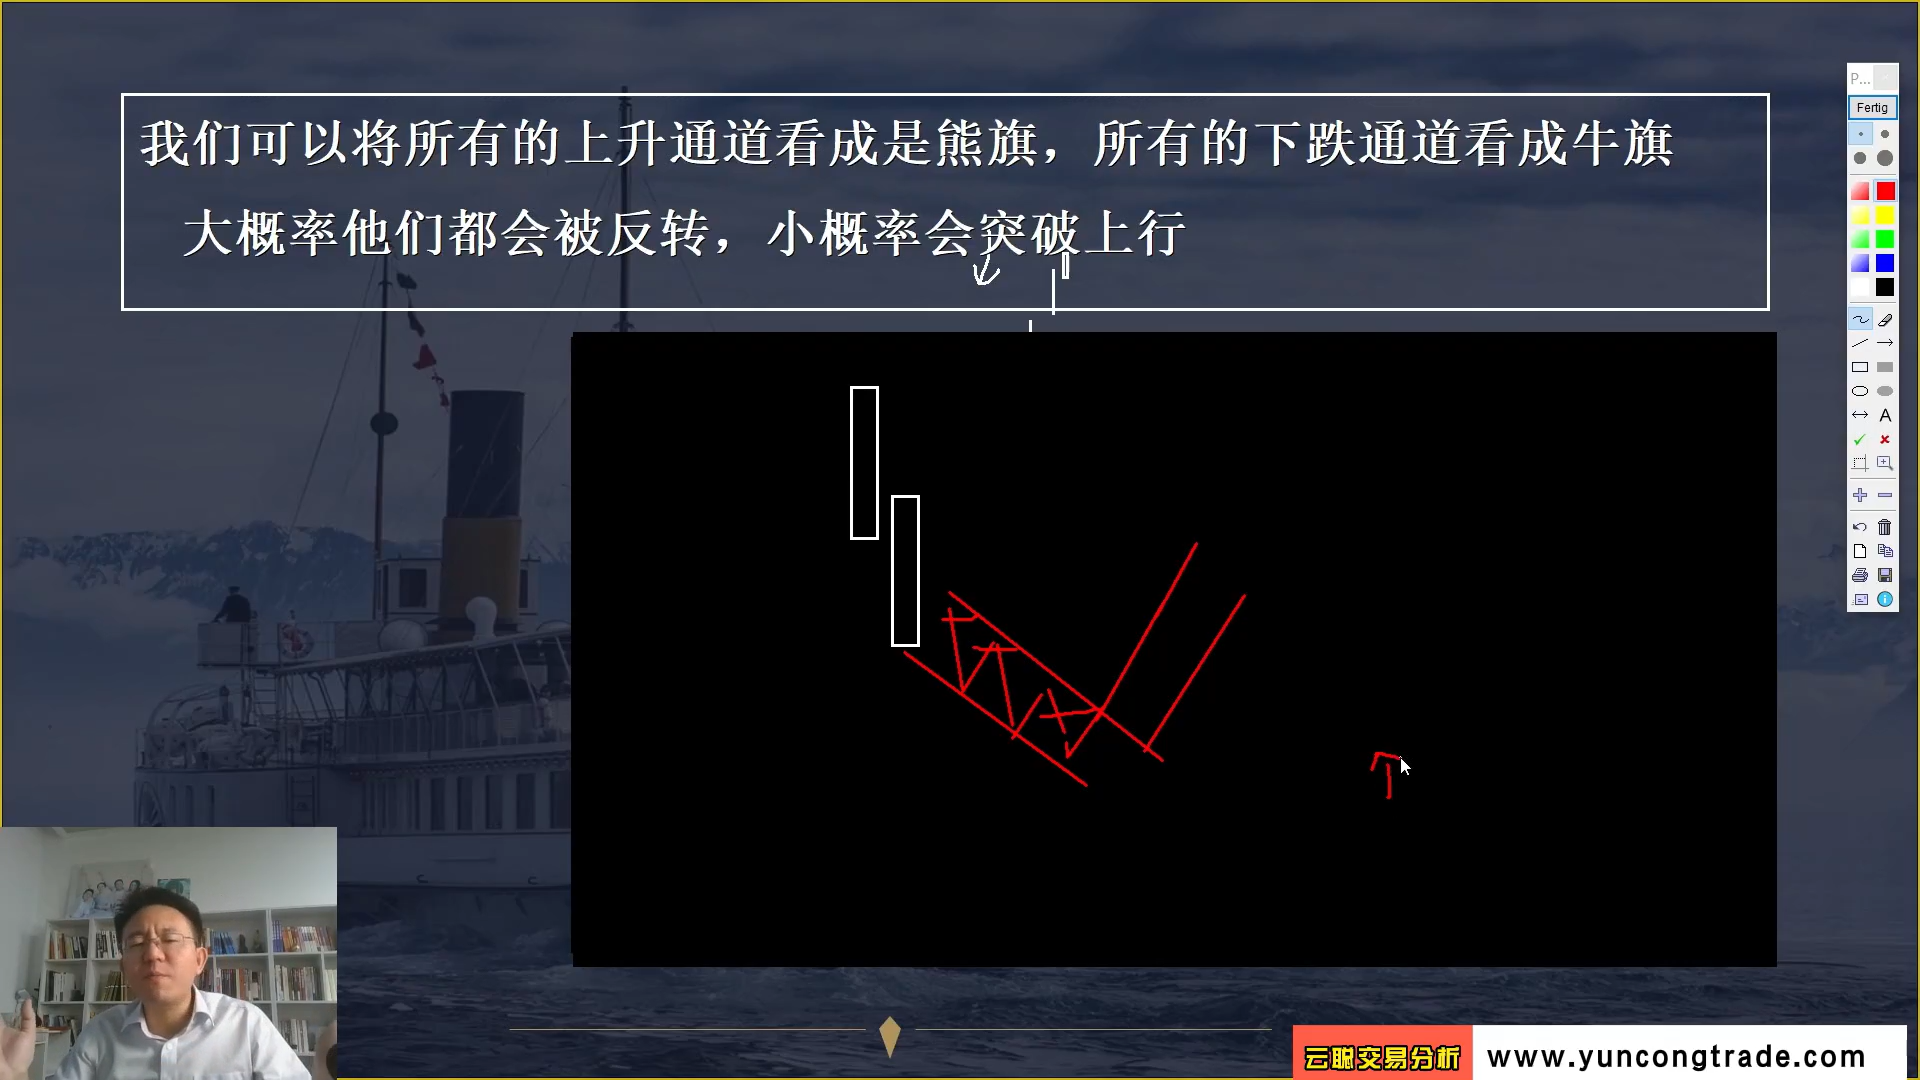 我们可以将所有的上升通道看成是熊旗，所有的下跌通道看成牛旗
大概率他们都会被反转，小概率会突破上行
P...
Fertig
A
云聪交易分析
www.yuncongtrade.com